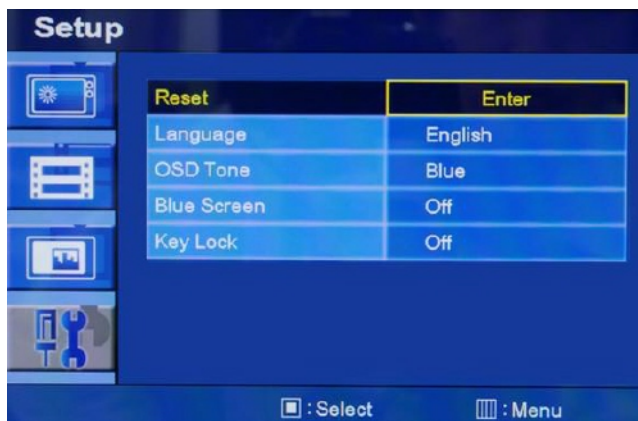 Setup
Reset Enter
Language English
OSD Tone Blue
Blue Screen Off
Key Lock Off
: Select : Menu